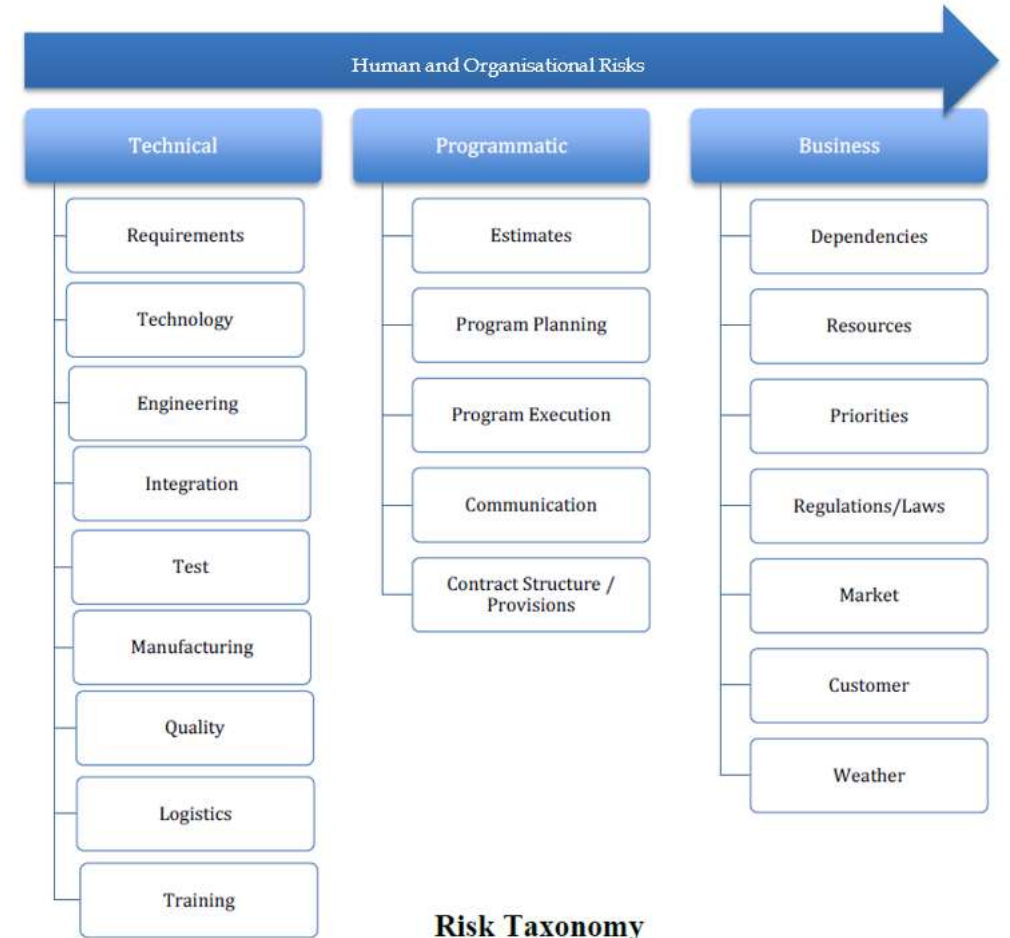 Human and Organisational Risks
Technical
Requirements
Technology
Engineering
Integration
Test
Manufacturing
Quality
Logistics
Training
Programmatic
Estimates
Program Planning
Program Execution
Communication
Contract Structure /
Provisions
Business
Dependencies
Resources
Priorities
Regulations/Laws
Market
Customer
Weather
Risk Taxonomy